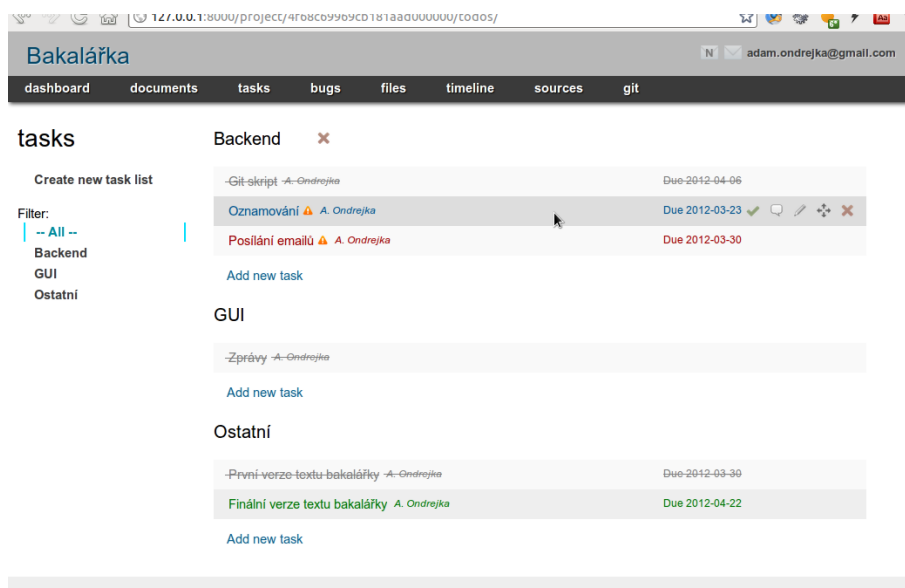 127.0.0.1:8000/project/4f68c69969cb181aad000000/todos/
Bakalářka
N adam.ondrejka@gmail.com
dashboard documents tasks bugs files timeline sources git
tasks
Create new task list
Filter:
-- All --
Backend
GUI
Ostatní
Backend
Git skript A. Ondrejka Due 2012-04-06
Oznamování A. Ondrejka Due 2012-03-23
Posílání emailů A. Ondrejka Due 2012-03-30
Add new task
GUI
Zprávy A. Ondrejka
Add new task
Ostatní
První verze textu bakalářky A. Ondrejka Due 2012-03-30
Finální verze textu bakalářky A. Ondrejka Due 2012-04-22
Add new task